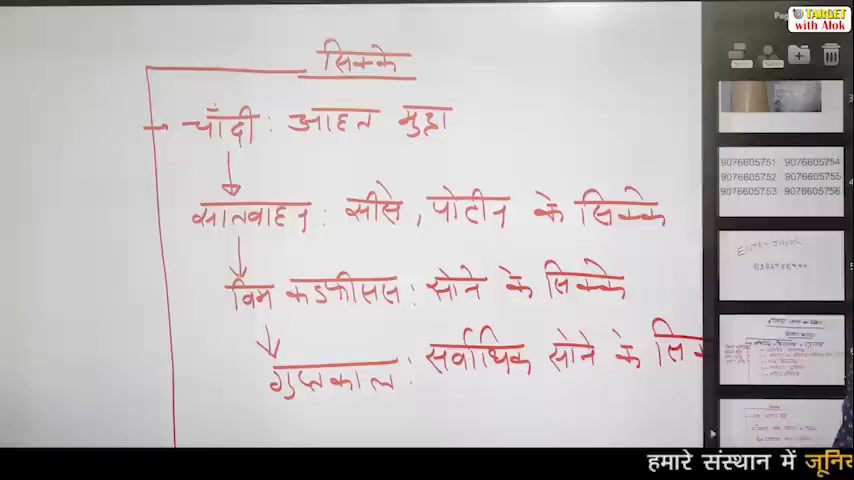 सिक्के
चाँदी: आहत मुद्रा
सातवाहन: सीसे, पोटीन के सिक्के
विम कडफीसस: सोने के सिक्के
गुप्तकाल: सर्वाधिक सोने के सिक
TARGET
with Alok
9076605751 9076605754
9076605752 9076605755
9076605753 9076605756
हमारे संस्थान में जूनिय